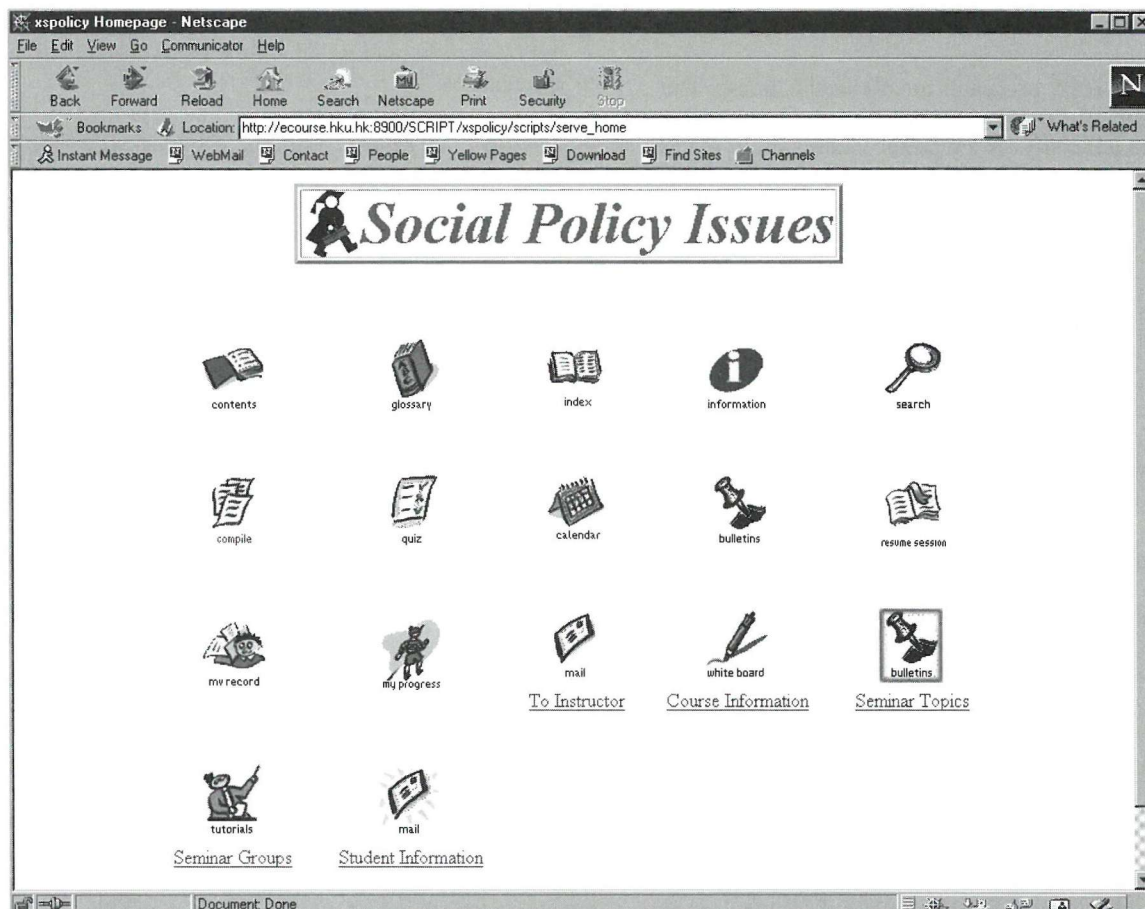 xspolicy Homepage - Netscape
File Edit View Go Communicator Help
Back Forward Reload Home Search Netscape Print Security Stop
N
Bookmarks Location: http://ecourse.hku.hk:8900/SCRIPT/xspolicy/scripts/serve_home What's Related
Instant Message WebMail Contact People Yellow Pages Download Find Sites Channels
Social Policy Issues
contents glossary index information search
compile quiz calendar bulletins resume session
my record my progress mail white board bulletins
To Instructor Course Information Seminar Topics
tutorials mail
Seminar Groups Student Information
Document: Done